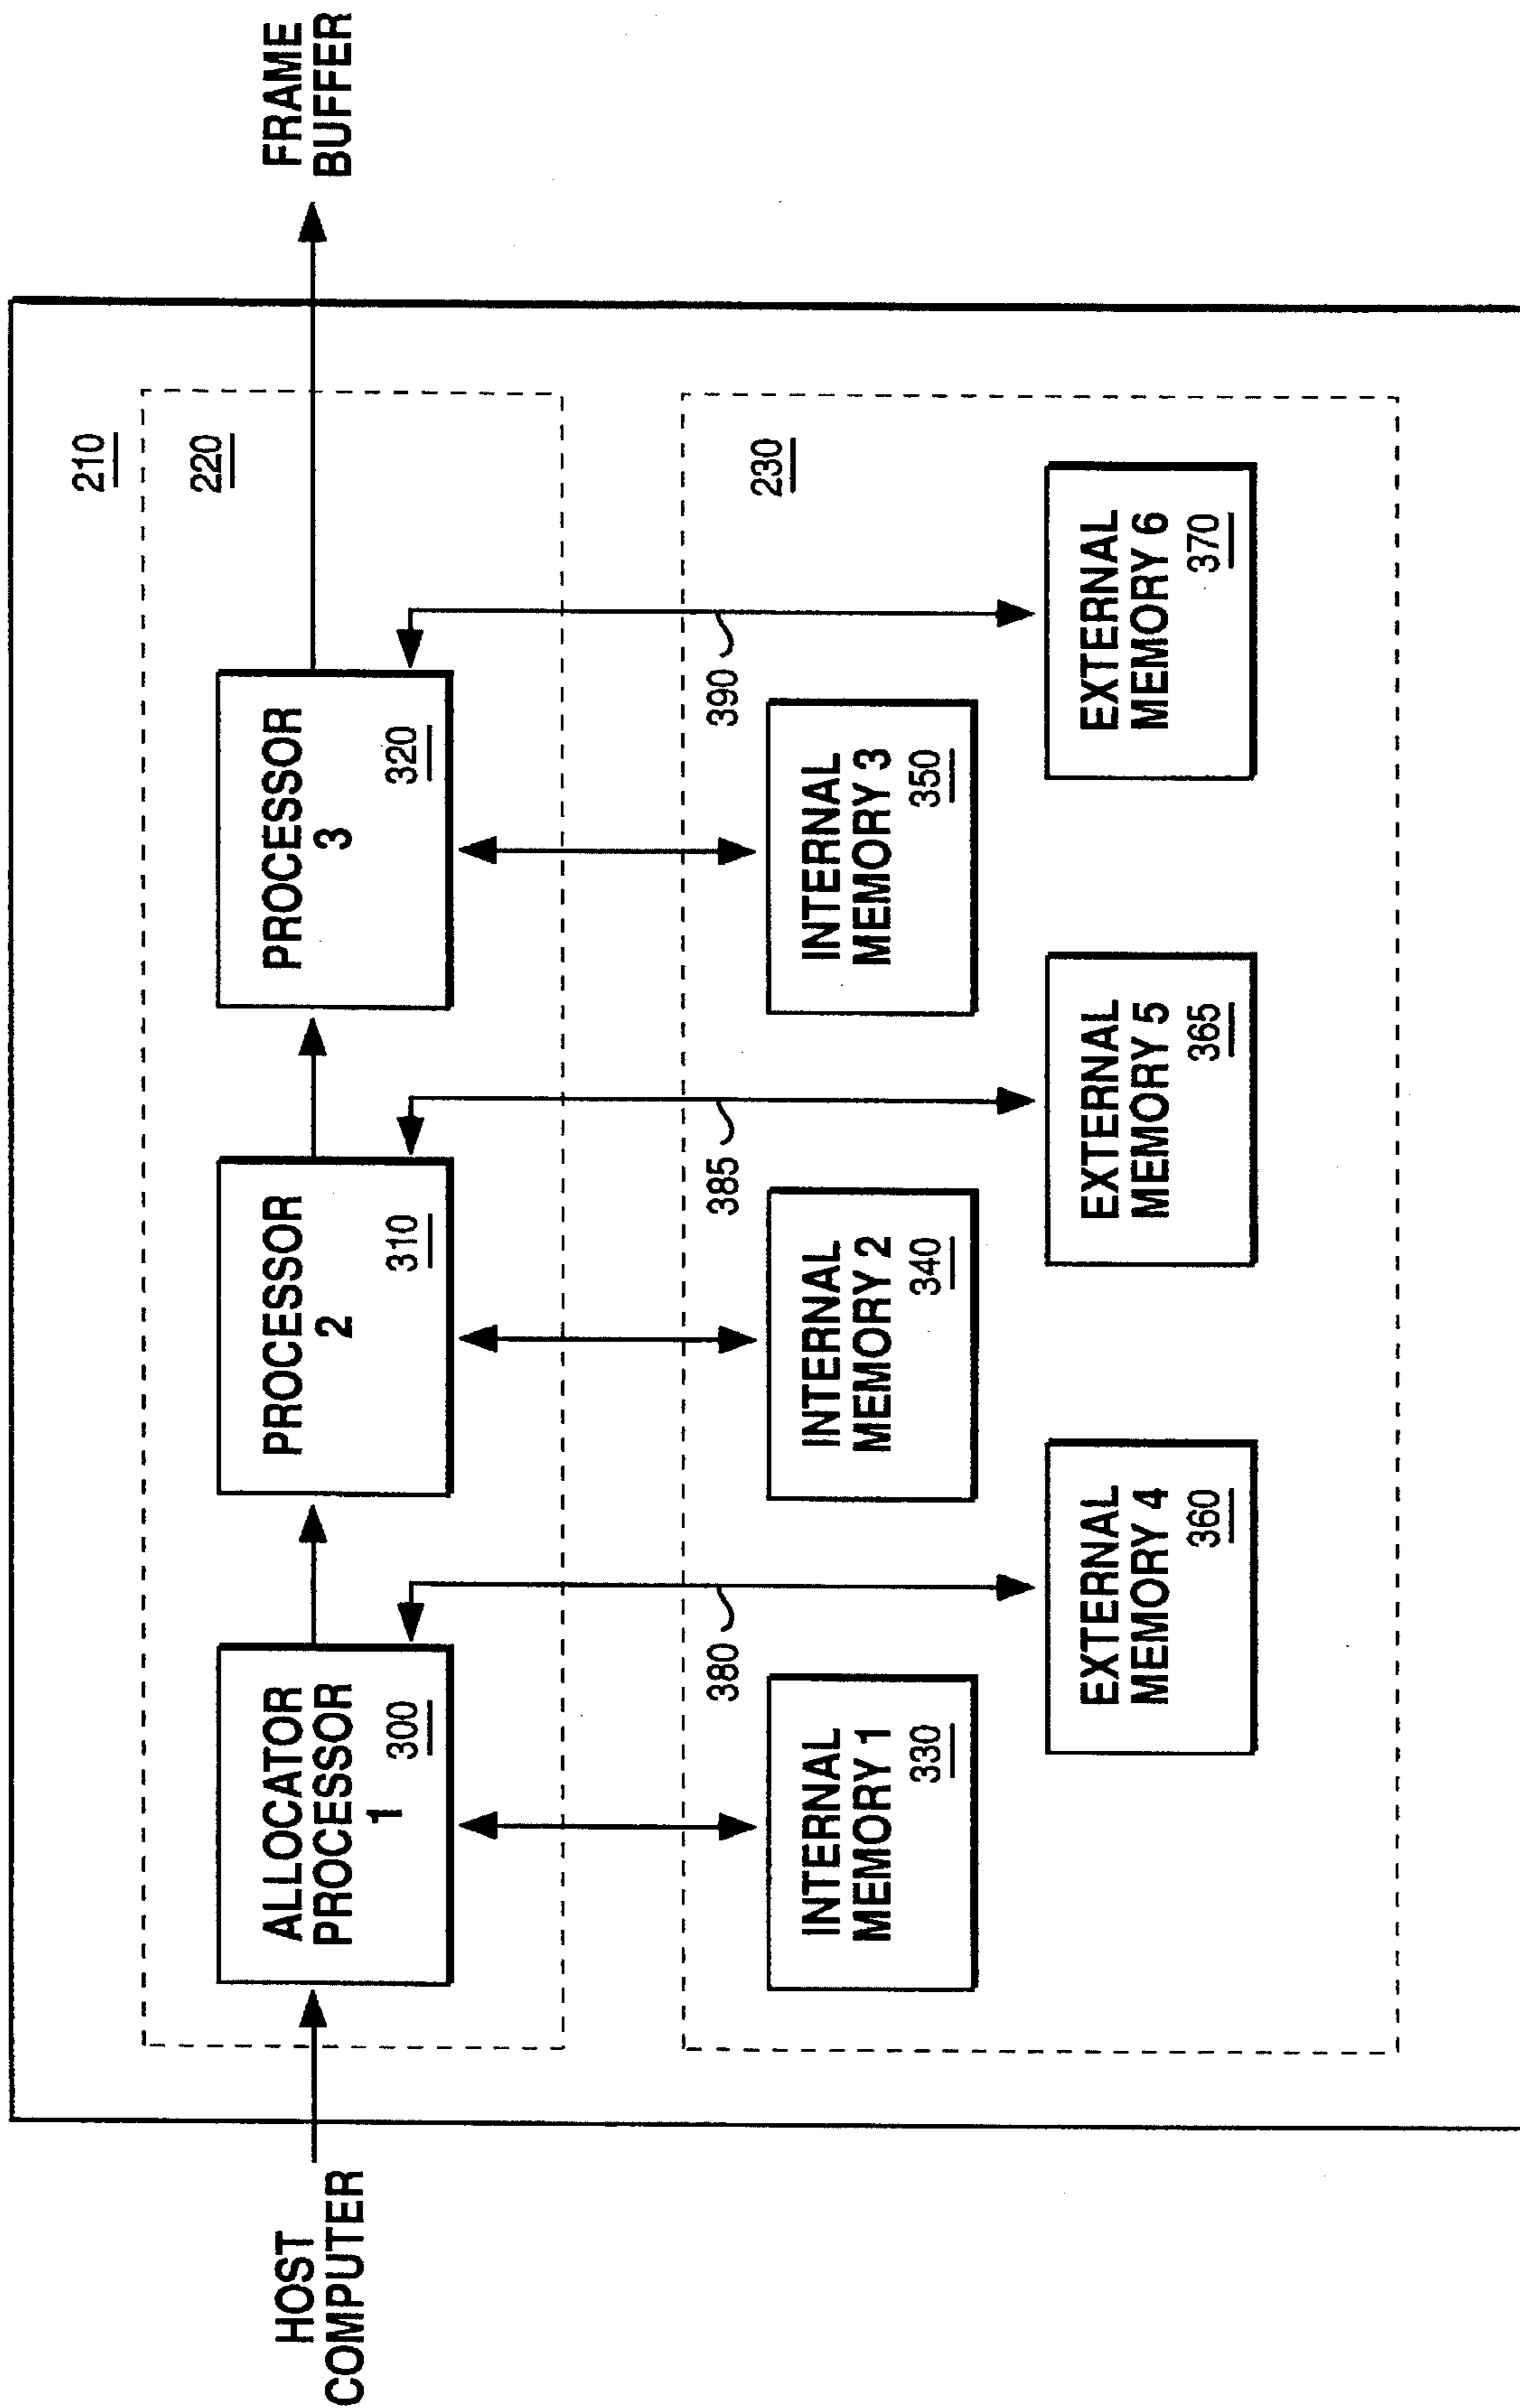 HOST
COMPUTER
FRAME
BUFFER
210
220
ALLOCATOR
PROCESSOR
1
300
PROCESSOR
2
310
PROCESSOR
3
320
380
385
390
230
INTERNAL
MEMORY 1
330
INTERNAL
MEMORY 2
340
INTERNAL
MEMORY 3
350
EXTERNAL
MEMORY 4
360
EXTERNAL
MEMORY 5
365
EXTERNAL
MEMORY 6
370